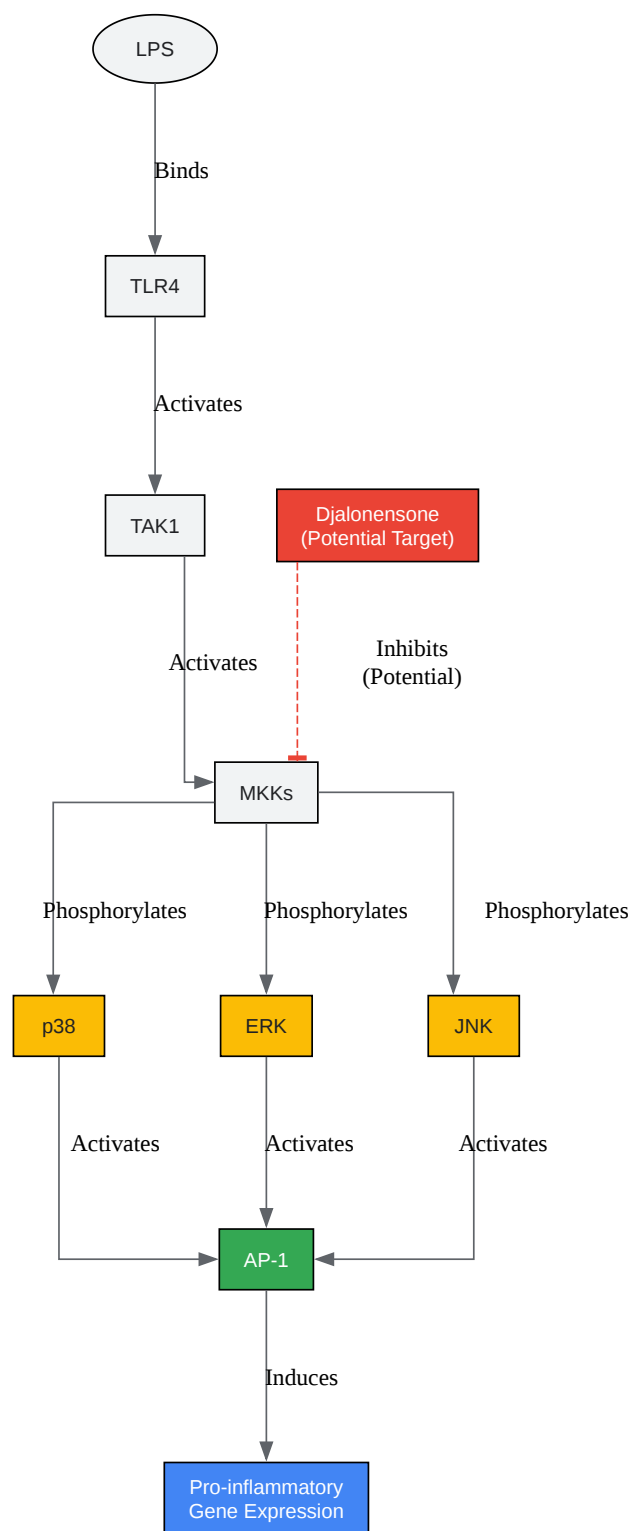 LPS
Binds
TLR4
Activates
TAK1
Djalonensone
(Potential Target)
Activates
Inhibits
(Potential)
MKKs
Phosphorylates
Phosphorylates
Phosphorylates
p38
ERK
JNK
Activates
Activates
Activates
AP-1
Induces
Pro-inflammatory
Gene Expression